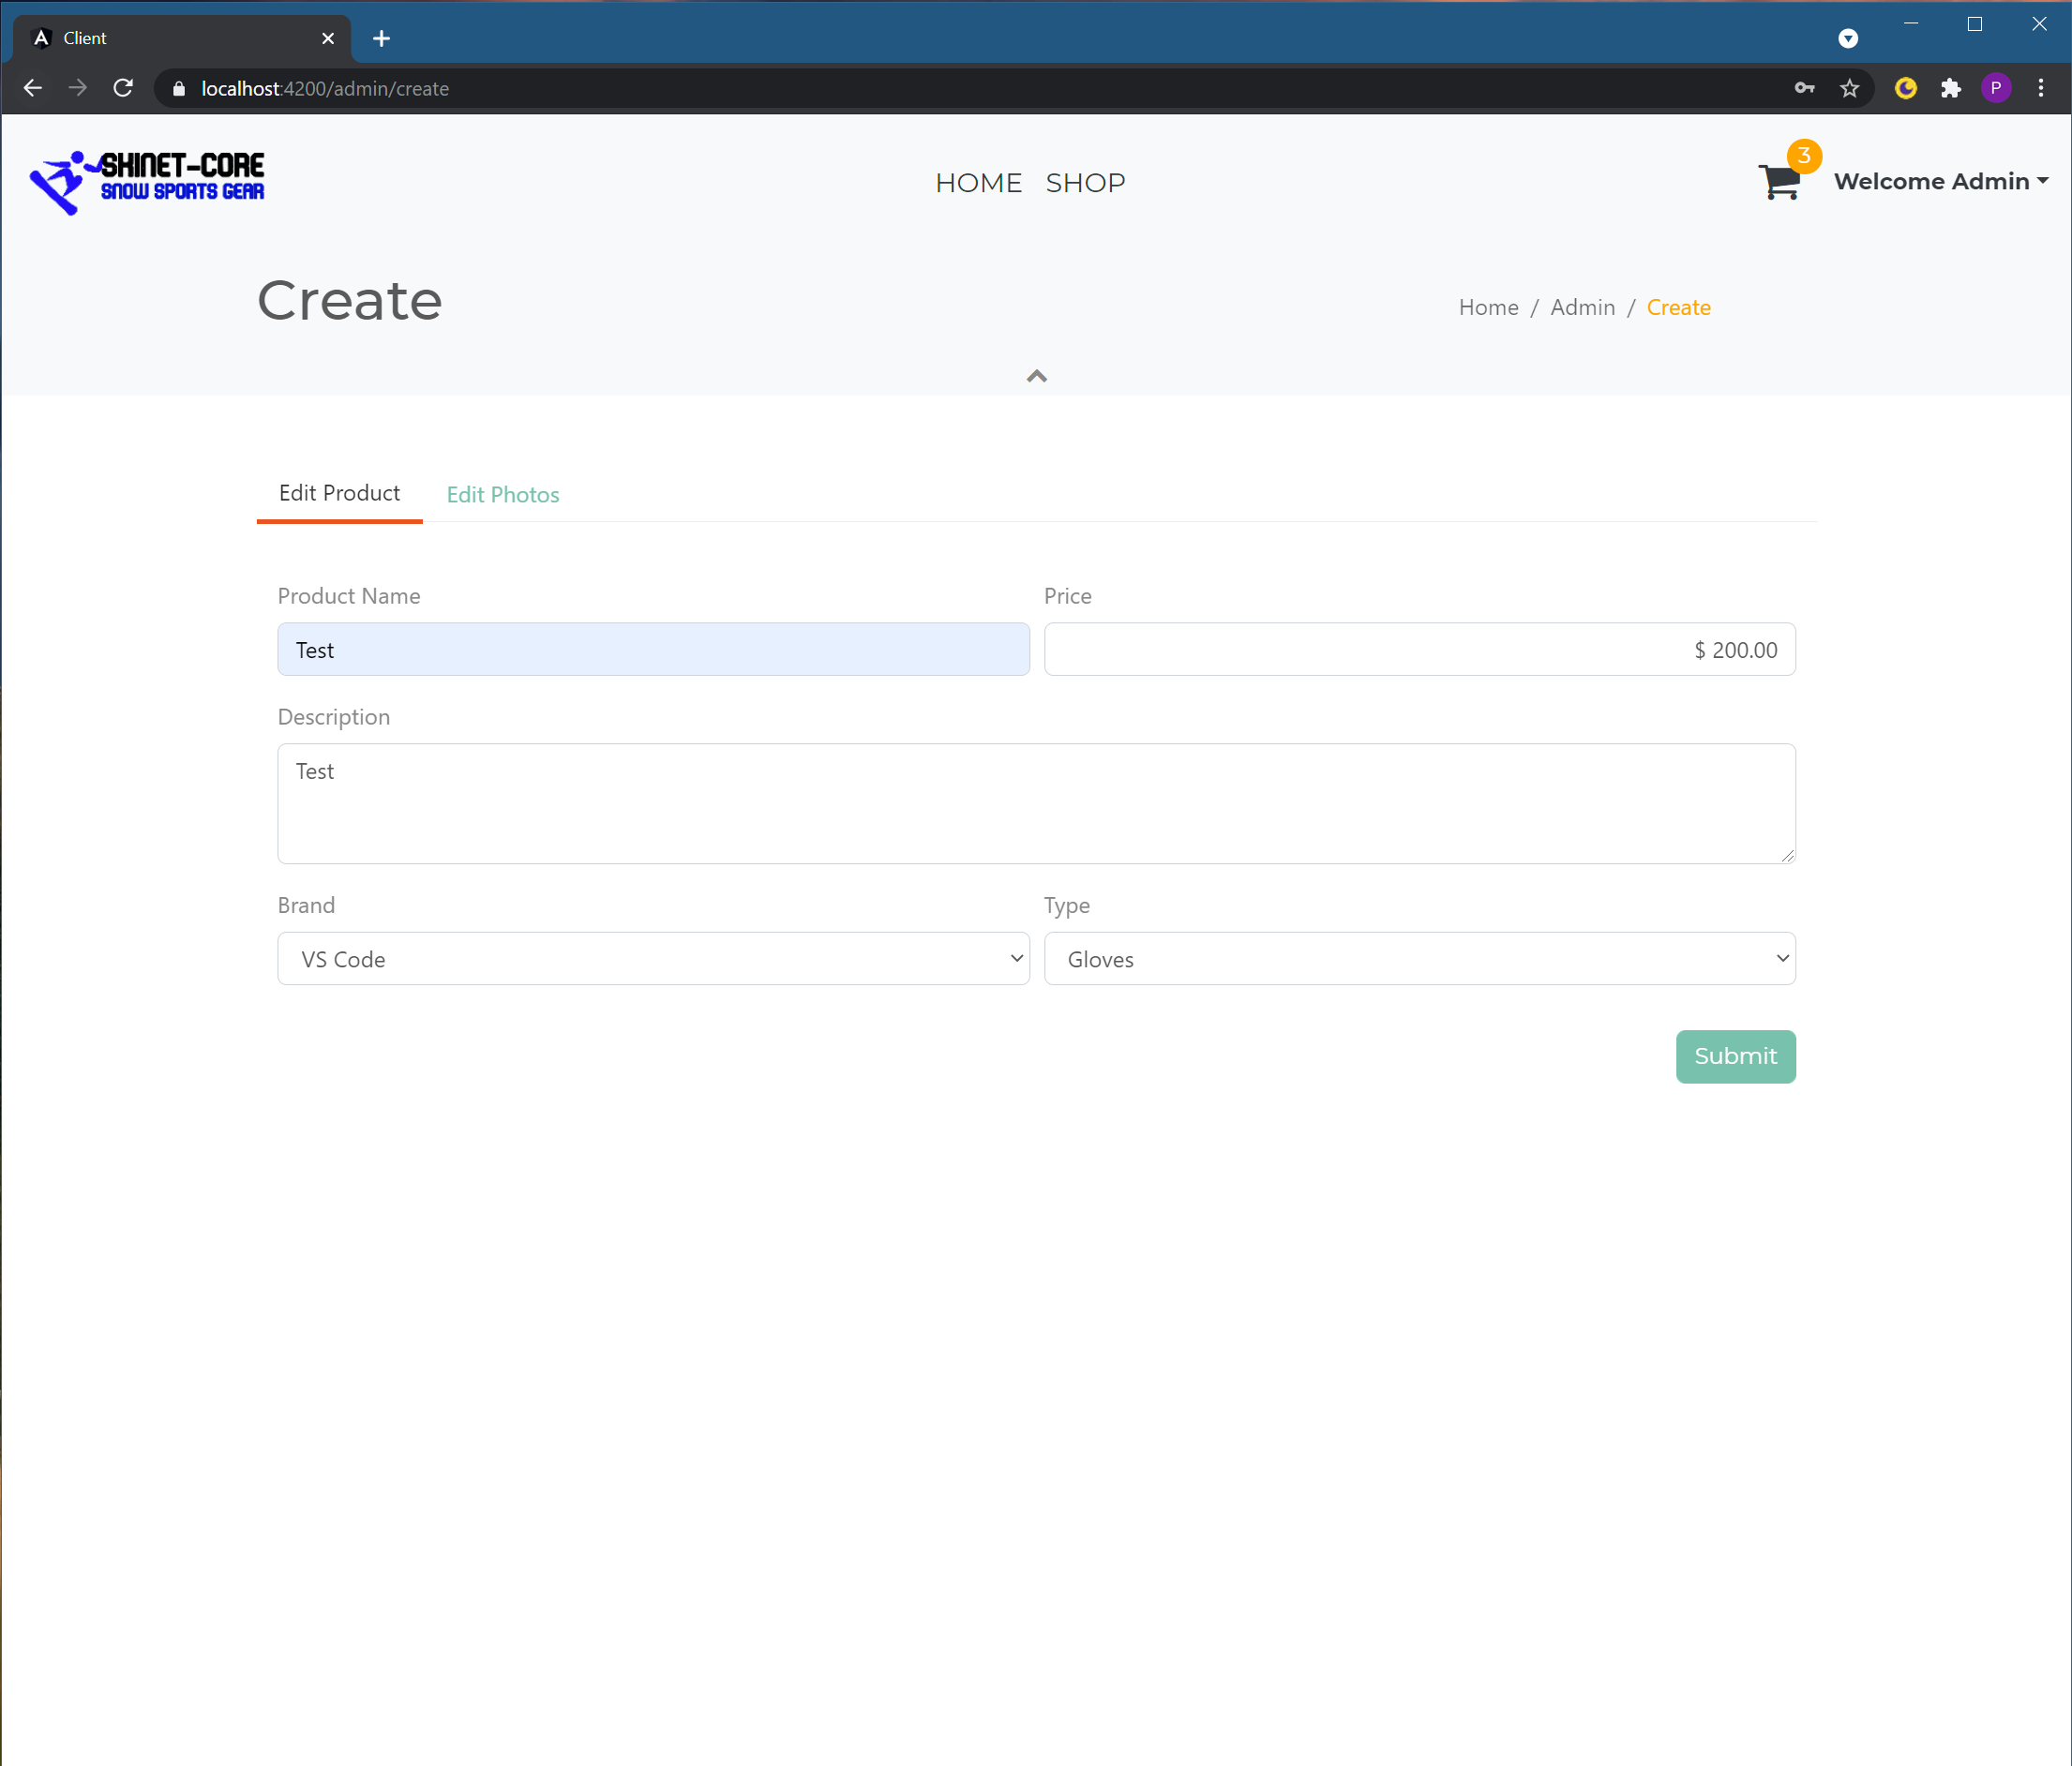 Client
localhost:4200/admin/create
P
SKINET-CORE
SNOW SPORTS GEAR
HOME SHOP
3
Welcome Admin
Create
Home / Admin / Create
Edit Product Edit Photos
Product Name Price
Test $ 200.00
Description
Test
Brand Type
VS Code Gloves
Submit